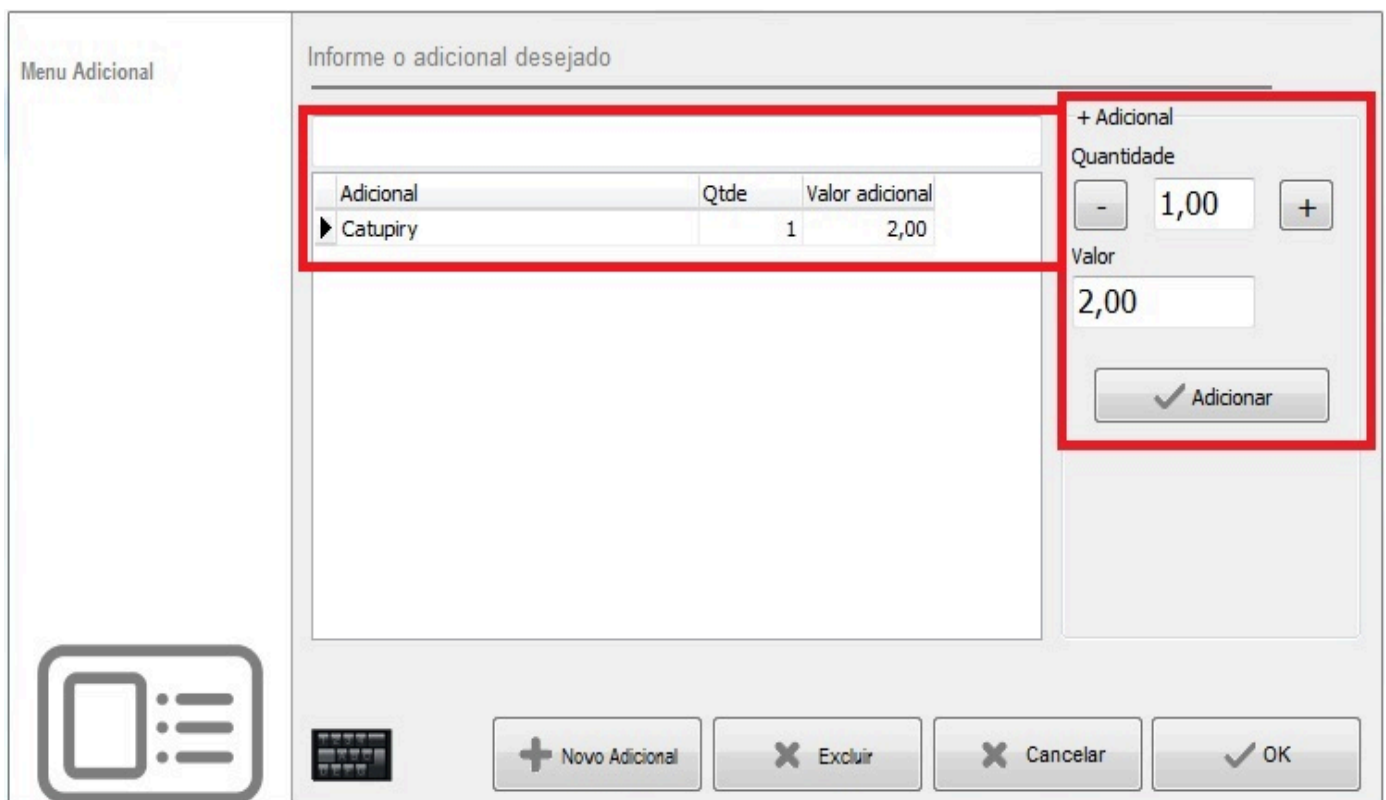 Menu Adicional
Informe o adicional desejado
+ Adicional
Quantidade
- 1,00 +
Adicional Qtde Valor adicional
Catupiry 1 2,00
Valor
2,00
Adicionar
Novo Adicional Excluir Cancelar OK